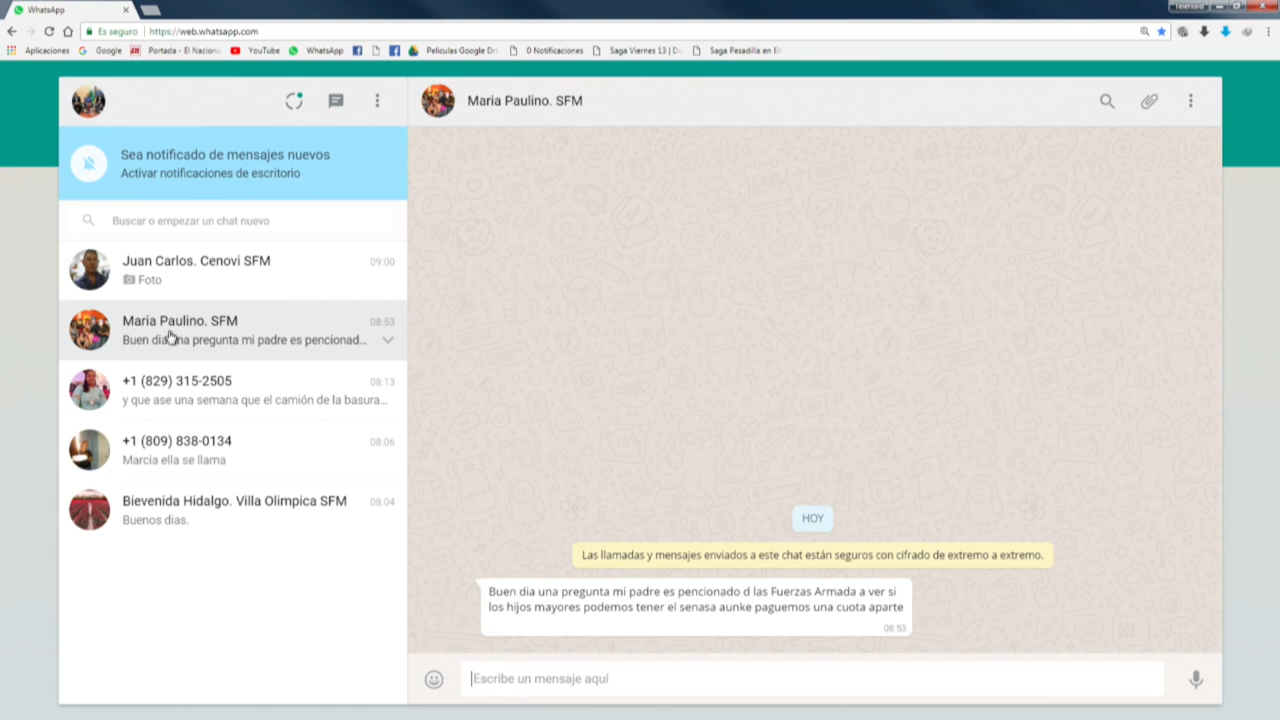 WhatsApp
Telenord
Es seguro
https://web.whatsapp.com
Aplicaciones
Google
Portada - El Nacion
YouTube
WhatsApp
Peliculas Google Dri
0 Notificaciones
Saga Viernes 13 | D
Saga Pesadilla en El
Sea notificado de mensajes nuevos
Activar notificaciones de escritorio
Buscar o empezar un chat nuevo
Juan Carlos. Cenovi SFM
09:00
Foto
Maria Paulino. SFM
08:53
Buen dia una pregunta mi padre es pencionad...
+1 (829) 315-2505
08:13
y que ase una semana que el camión de la basura...
+1 (809) 838-0134
08:06
Marcia ella se llama
Bievenida Hidalgo. Villa Olimpica SFM
08:04
Buenos dias.
Maria Paulino. SFM
HOY
Las llamadas y mensajes enviados a este chat están seguros con cifrado de extremo a extremo.
Buen dia una pregunta mi padre es pencionado d las Fuerzas Armada a ver si
los hijos mayores podemos tener el senasa aunke paguemos una cuota aparte
08:53
Escribe un mensaje aquí